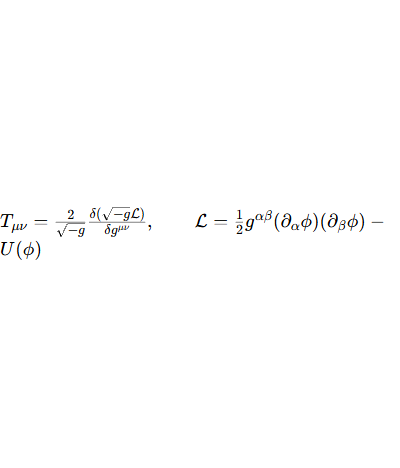 $T_{\mu\nu} = \frac{2}{\sqrt{-g}} \frac{\delta(\sqrt{-g}\mathcal{L})}{\delta g^{\mu\nu}}, \qquad \mathcal{L} = \frac{1}{2} g^{\alpha\beta} (\partial_\alpha \phi)(\partial_\beta \phi) -$
$U(\phi)$